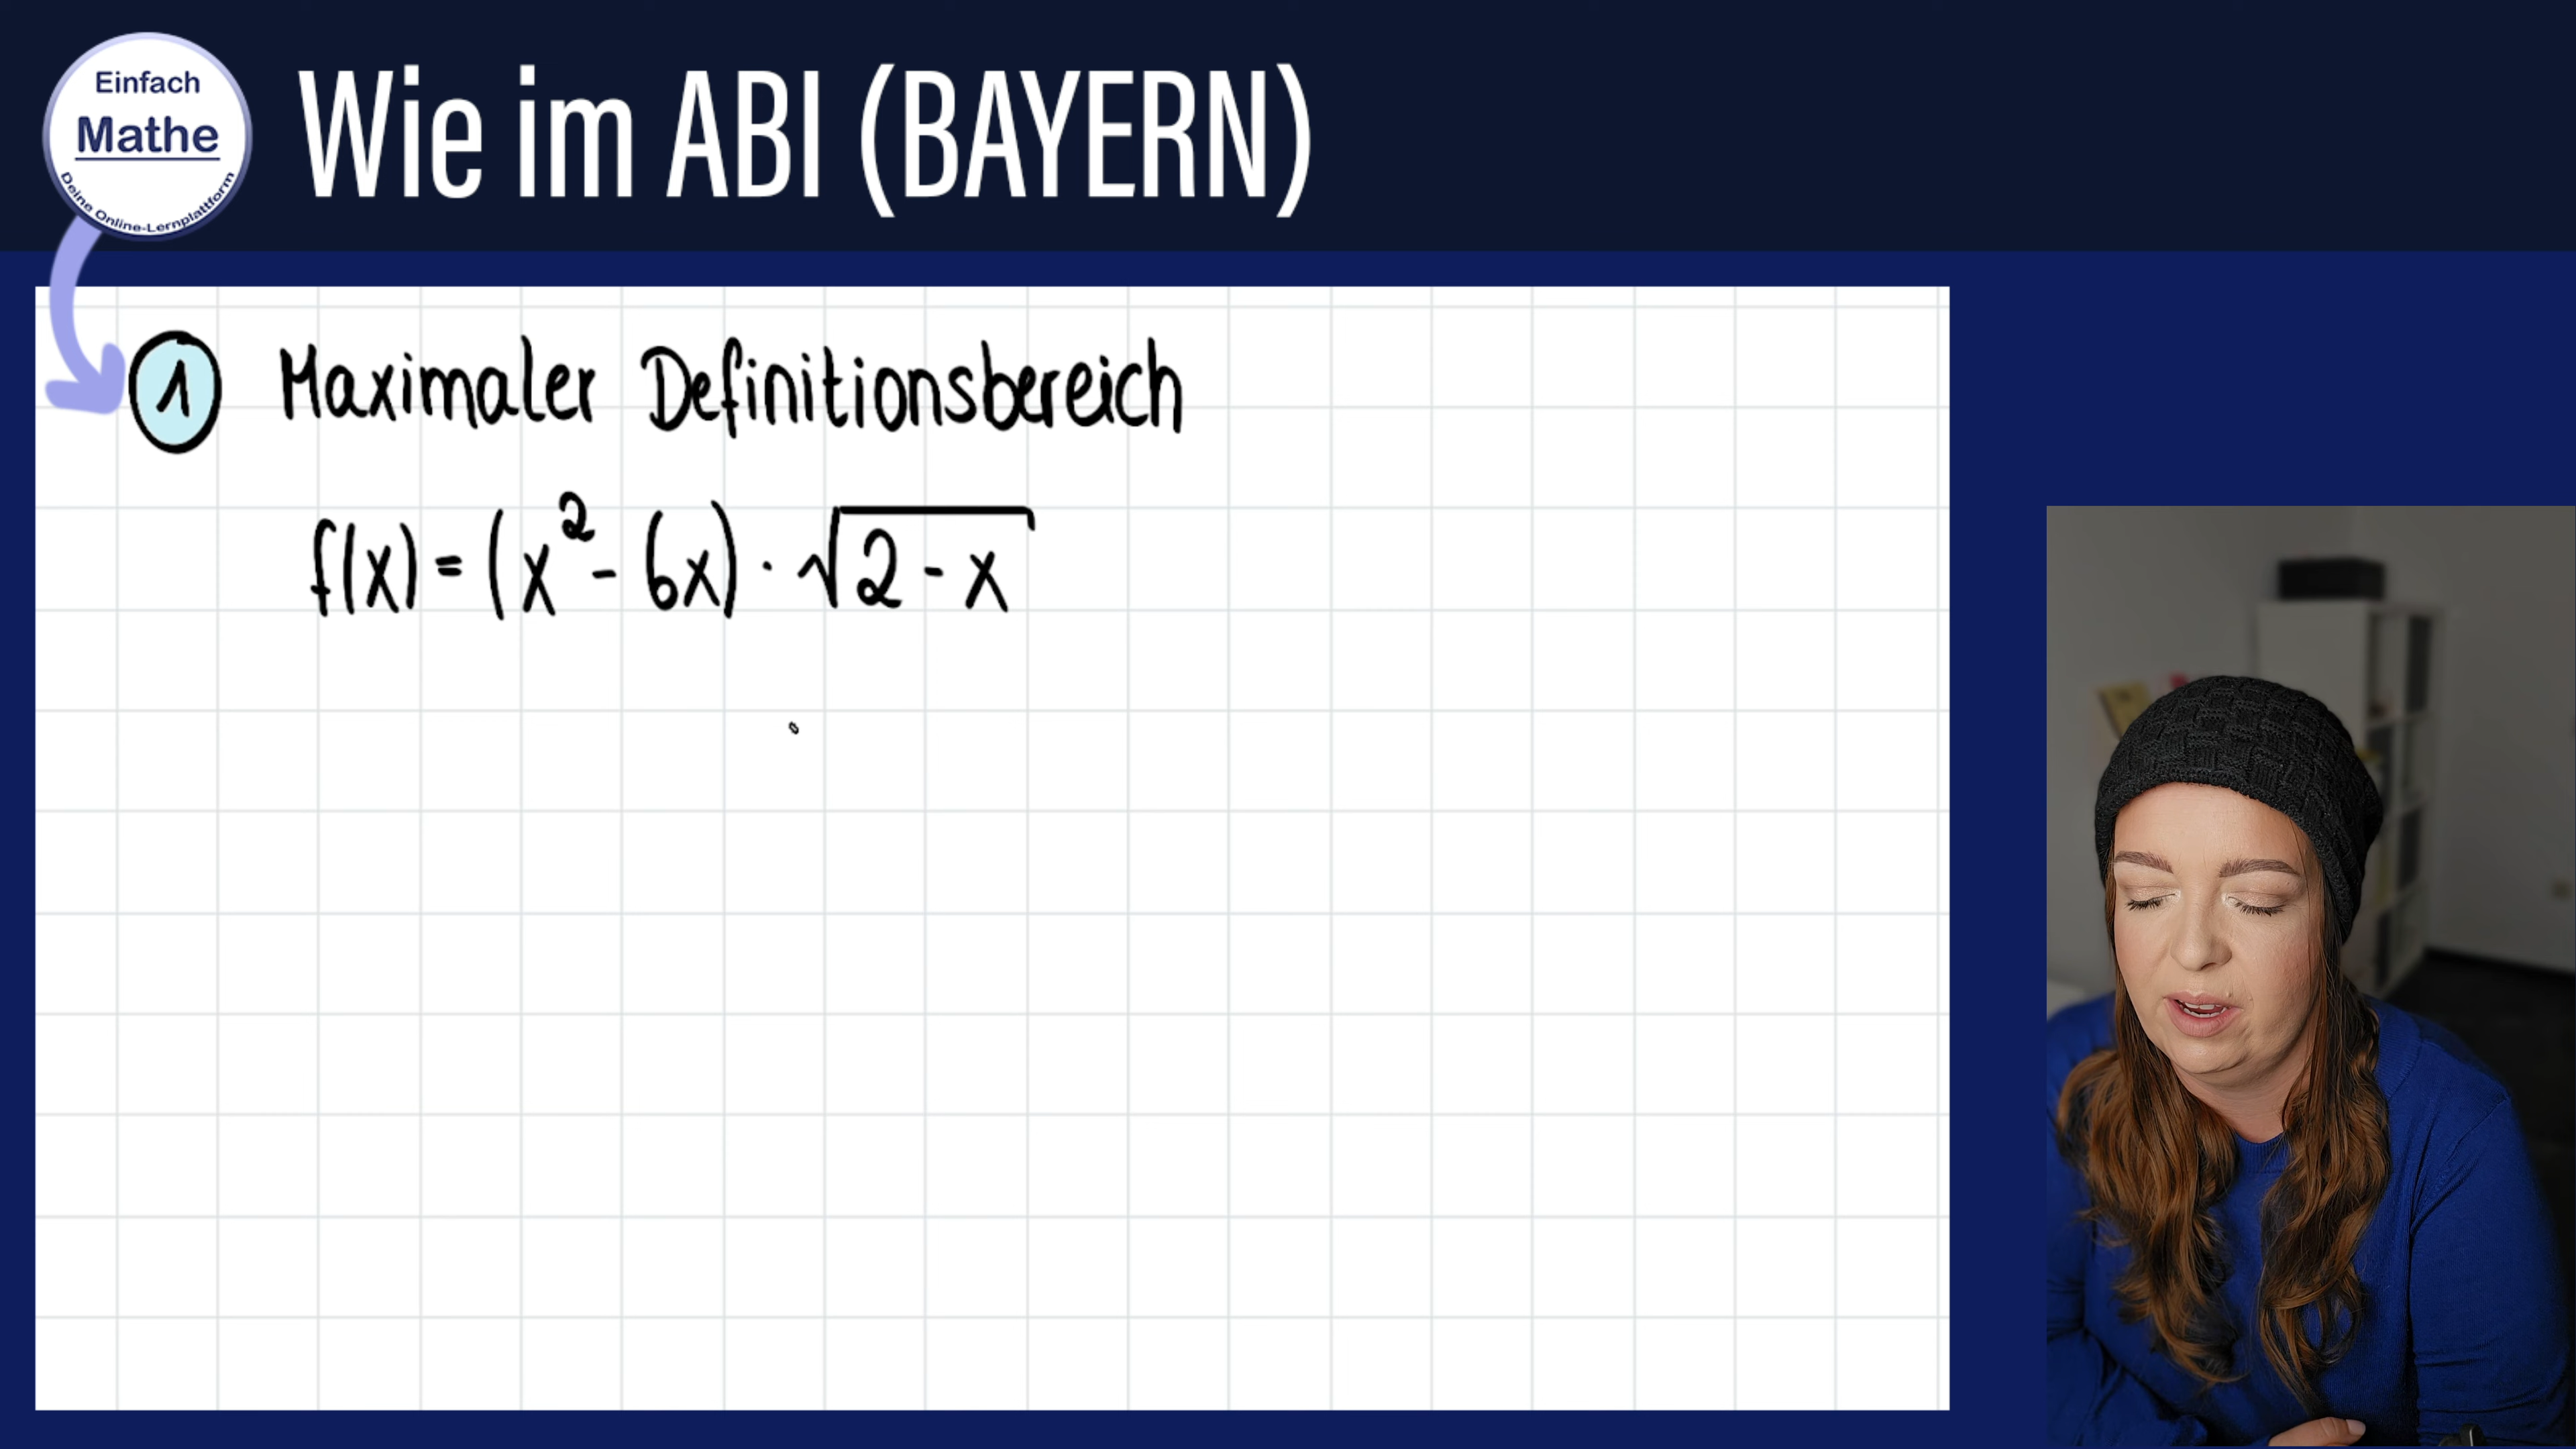 Einfach
Mathe
Deine Online-Lernplattform
Wie im ABI (BAYERN)
1 Maximaler Definitionsbereich
f(x) = (x² - 6x) · √(2 - x)